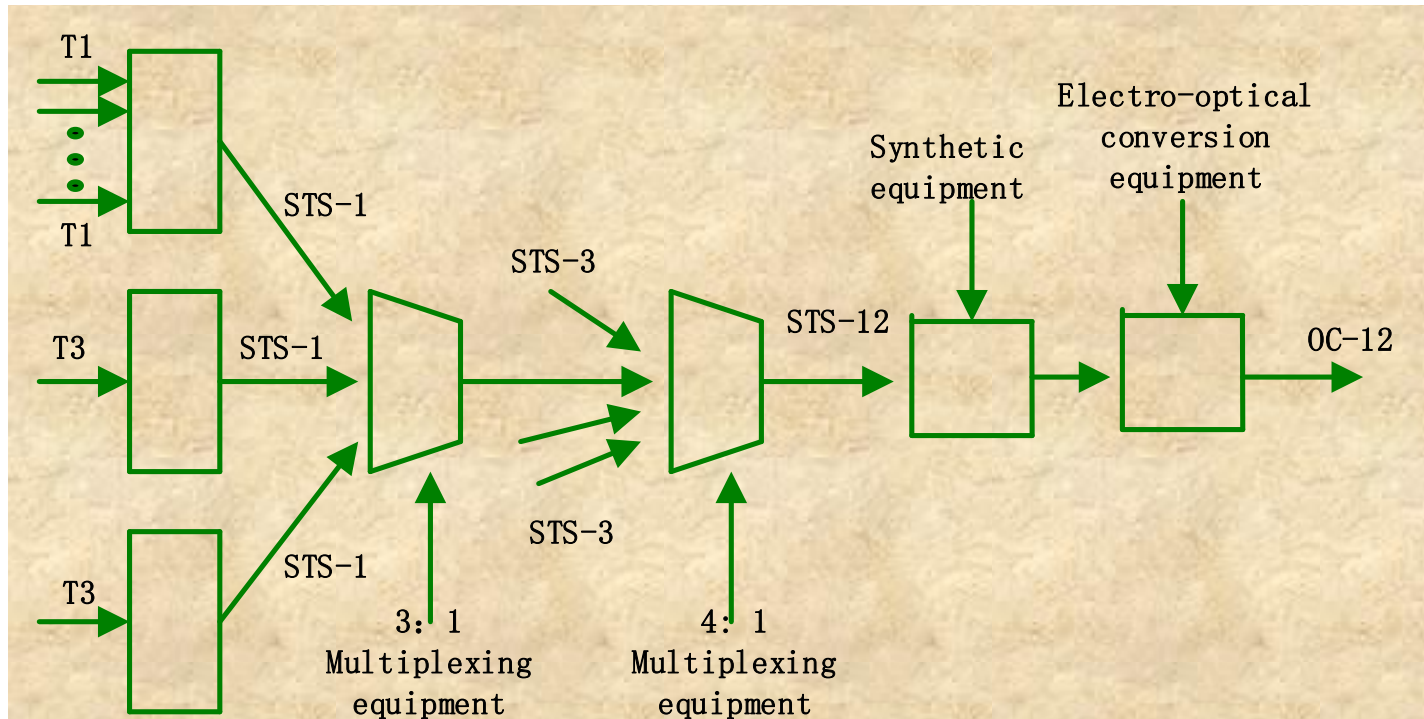 T1
T1
STS-1
T3
STS-1
T3
STS-1
3: 1
Multiplexing
equipment
STS-3
STS-3
4: 1
Multiplexing
equipment
STS-12
Synthetic
equipment
Electro-optical
conversion
equipment
OC-12